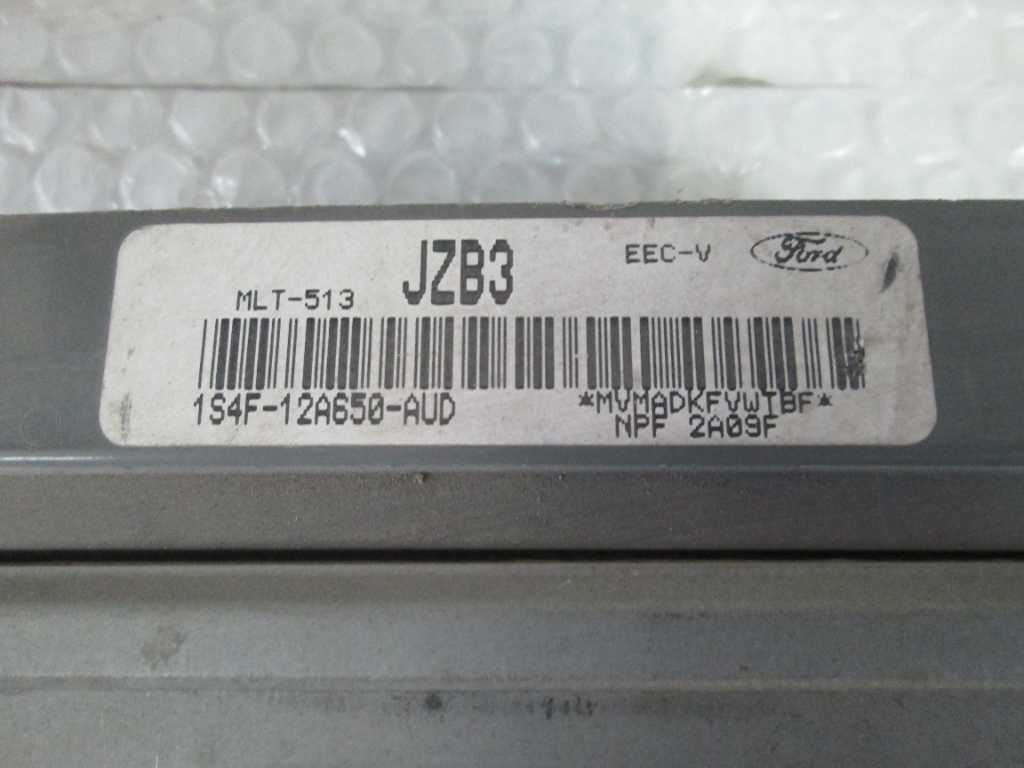 JZB3
EEC-V
Ford
MLT-513
1S4F-12A650-AUD
*MVMADKFVWTBF*
NPF 2A09F